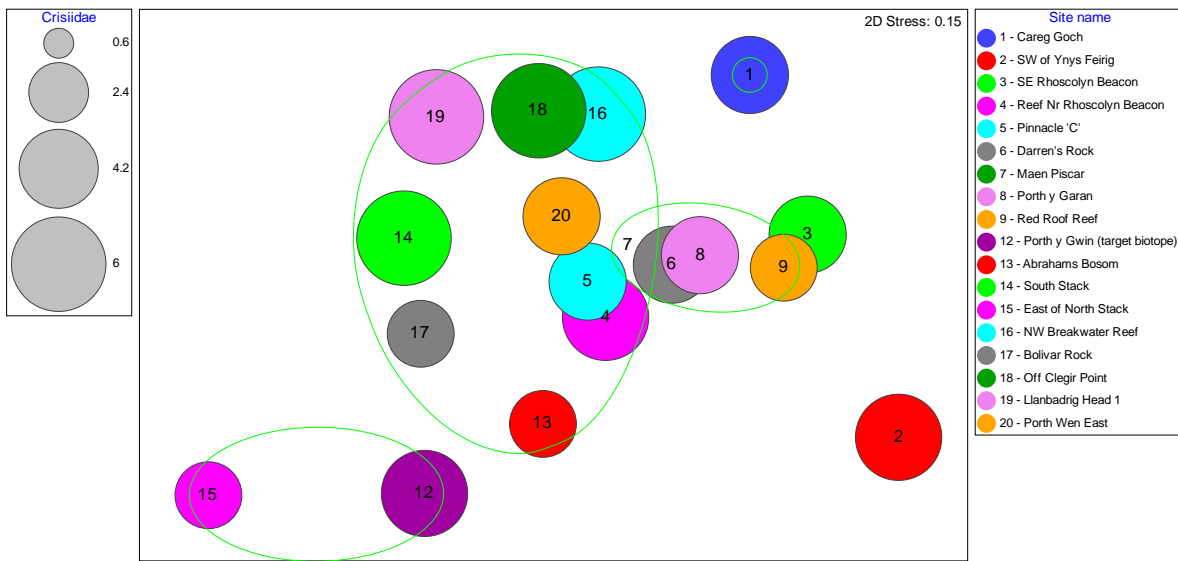 Crisiidae
0.6
2.4
4.2
6
2D Stress: 0.15
1
19
18
16
20
14
7
6
8
3
9
5
4
17
13
2
15
12
Site name
1 - Careg Goch
2 - SW of Ynys Feirig
3 - SE Rhoscolyn Beacon
4 - Reef Nr Rhoscolyn Beacon
5 - Pinnacle 'C'
6 - Darren's Rock
7 - Maen Piscar
8 - Porth y Garan
9 - Red Roof Reef
12 - Porth y Gwin (target biotope)
13 - Abrahams Bosom
14 - South Stack
15 - East of North Stack
16 - NW Breakwater Reef
17 - Bolivar Rock
18 - Off Clegir Point
19 - Llanbadrig Head 1
20 - Porth Wen East